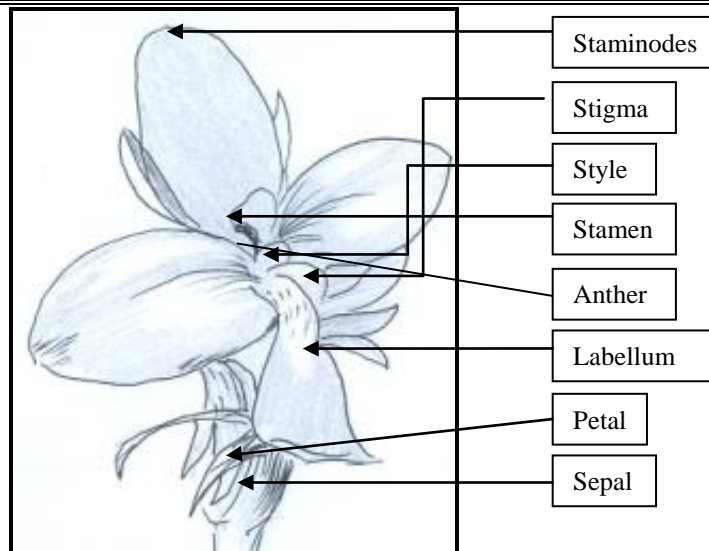 Staminodes
Stigma
Style
Stamen
Anther
Labellum
Petal
Sepal